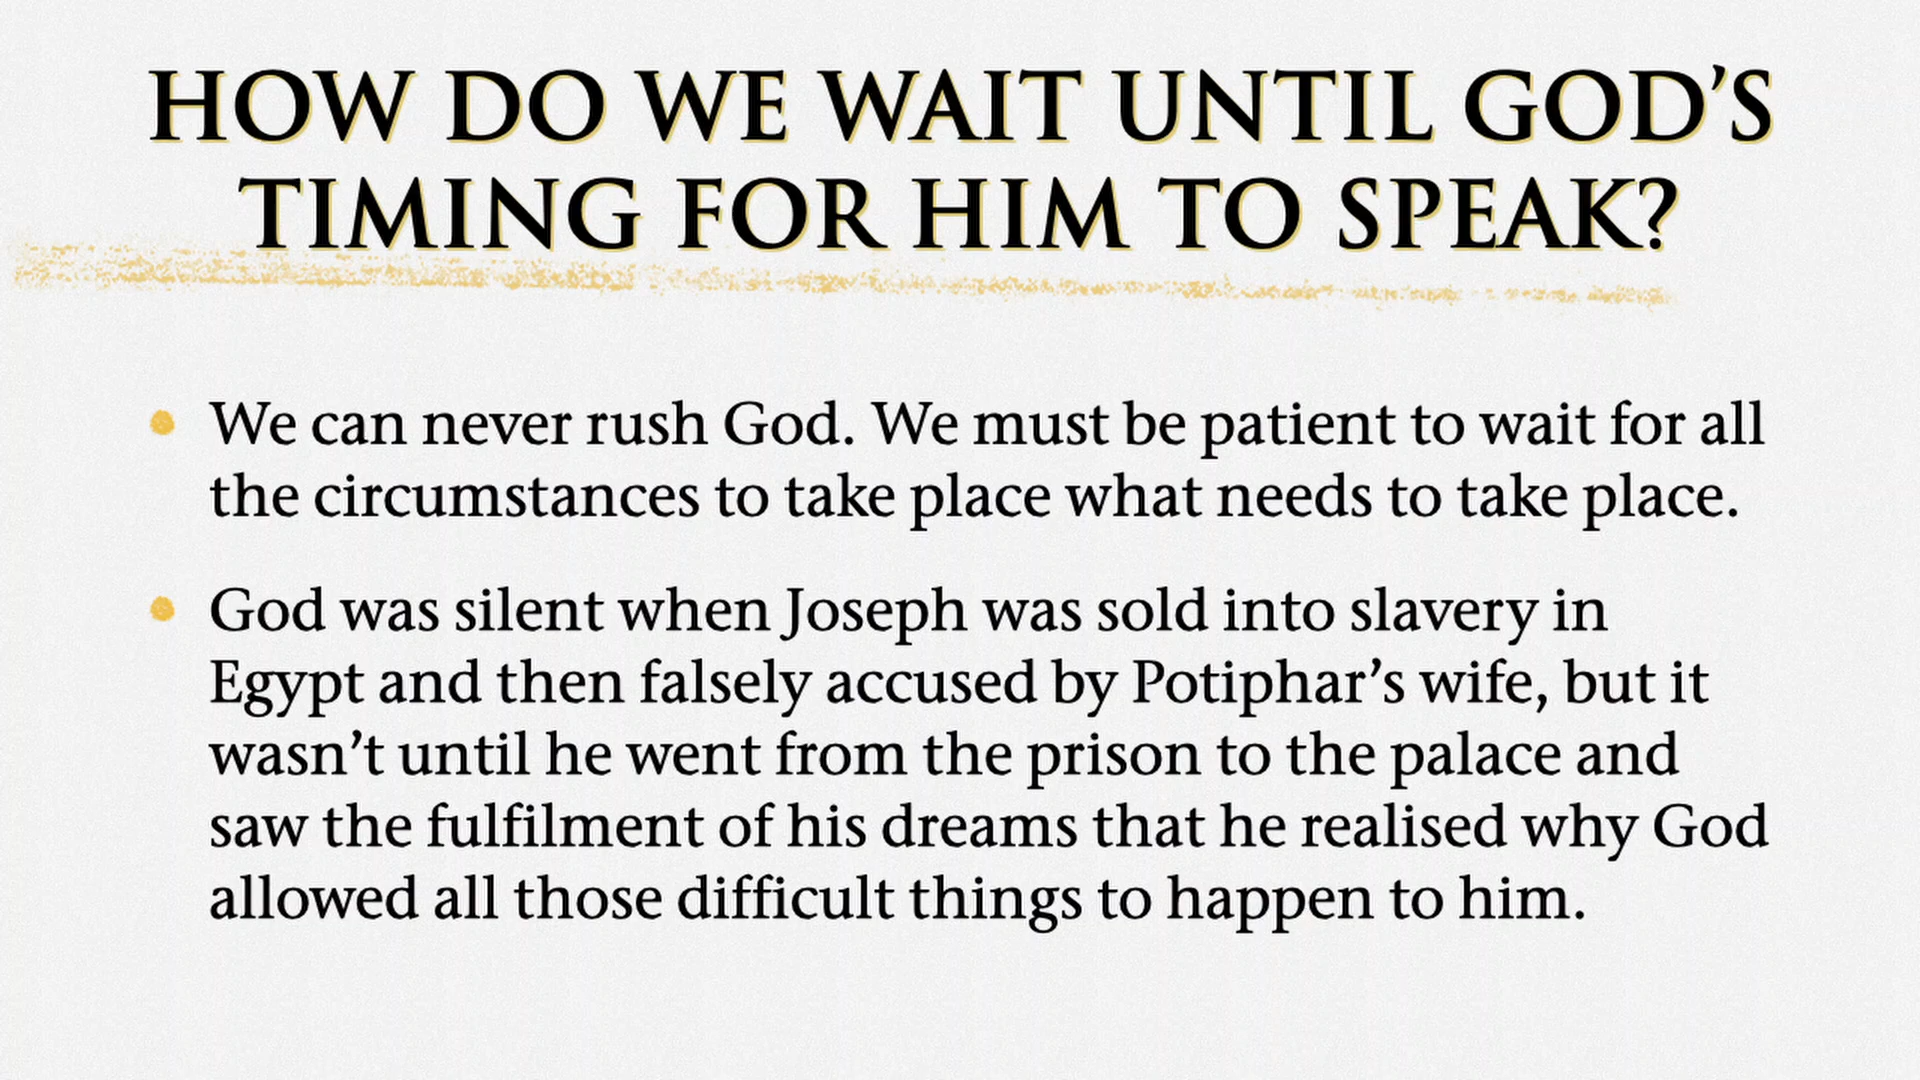 HOW DO WE WAIT UNTIL GOD’S
TIMING FOR HIM TO SPEAK?
• We can never rush God. We must be patient to wait for all
the circumstances to take place what needs to take place.
• God was silent when Joseph was sold into slavery in
Egypt and then falsely accused by Potiphar’s wife, but it
wasn’t until he went from the prison to the palace and
saw the fulfilment of his dreams that he realised why God
allowed all those difficult things to happen to him.